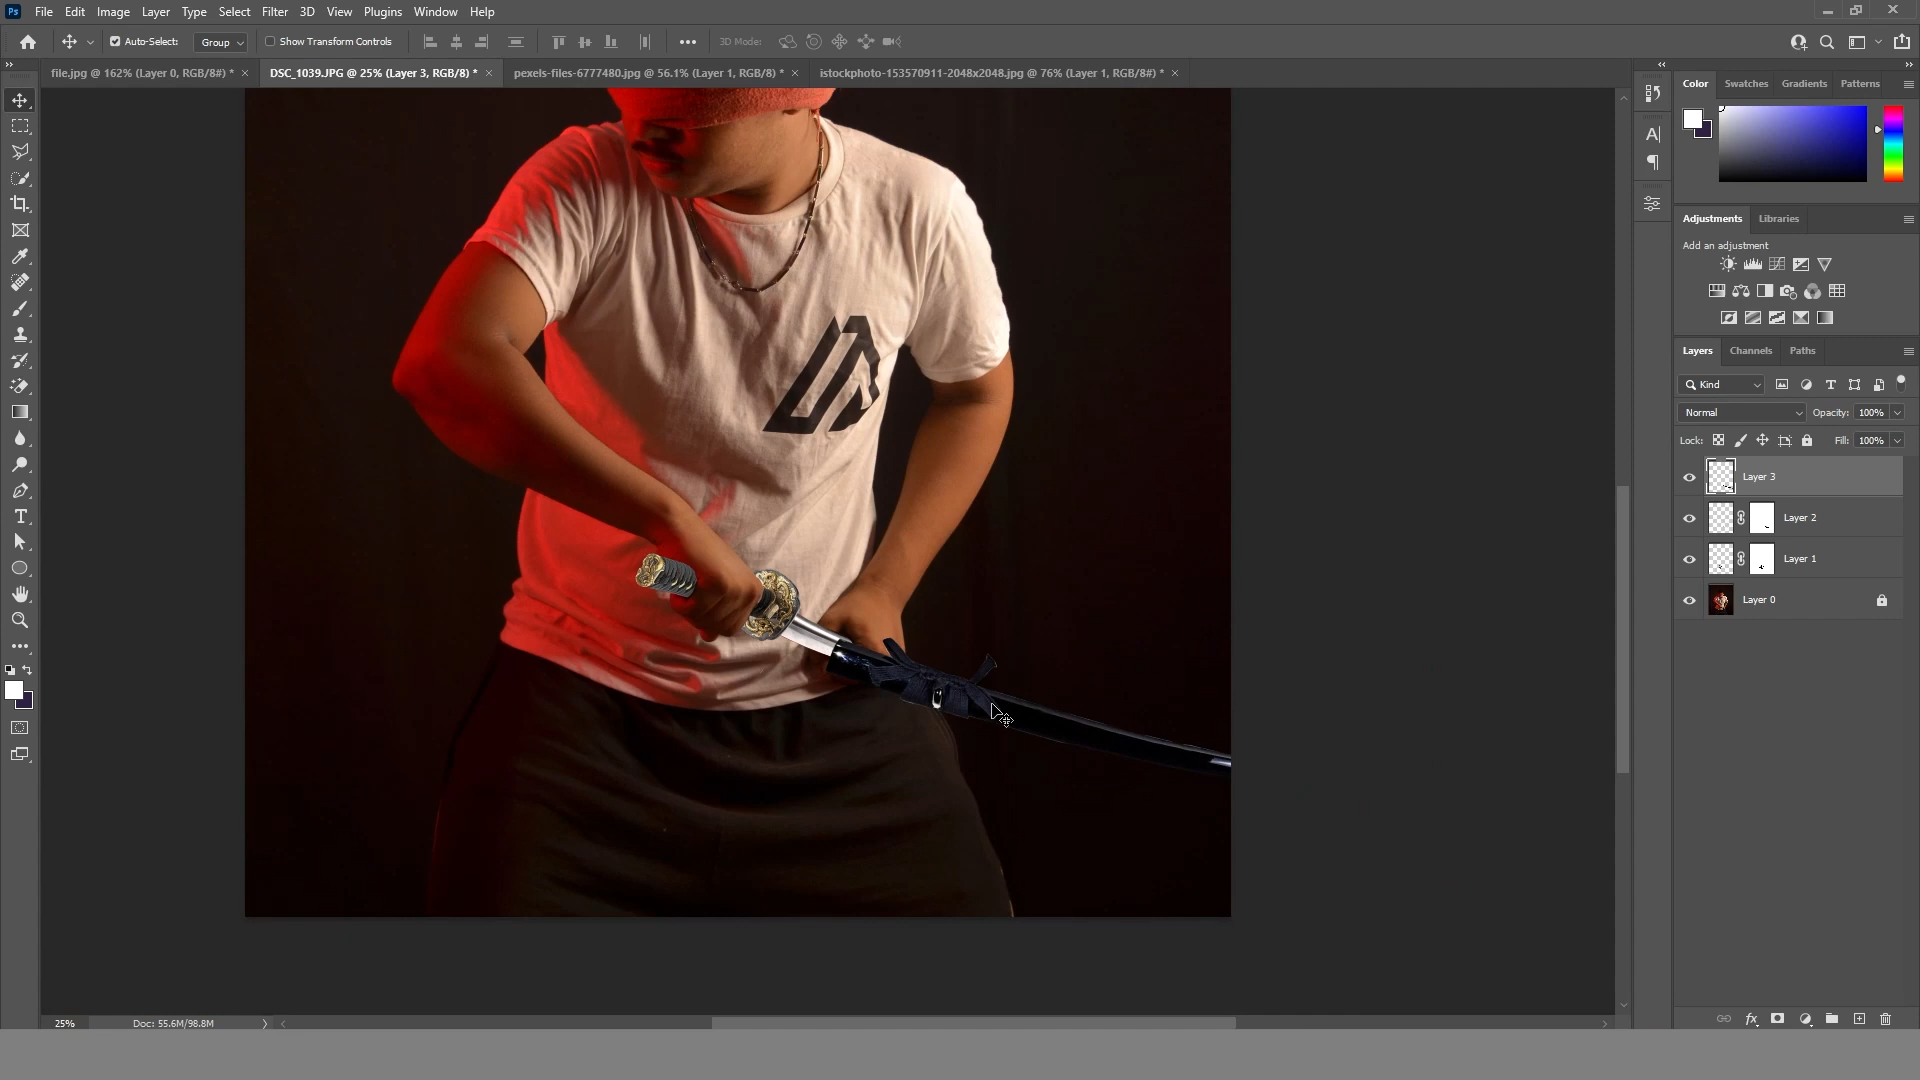 Ps File Edit Image Layer Type Select Filter 3D View Plugins Window Help
Auto-Select: Group Show Transform Controls 3D Mode:
file.jpg @ 162% (Layer 0, RGB/8#) * DSC_1039.JPG @ 25% (Layer 3, RGB/8) * pexels-files-6777480.jpg @ 56.1% (Layer 1, RGB/8) * istockphoto-153570911-2048x2048.jpg @ 76% (Layer 1, RGB/8#) *
Color Swatches Gradients Patterns
Adjustments Libraries
Add an adjustment
Layers Channels Paths
Kind
Normal Opacity: 100%
Lock: Fill: 100%
Layer 3
Layer 2
Layer 1
Layer 0
25% Doc: 55.6M/98.8M